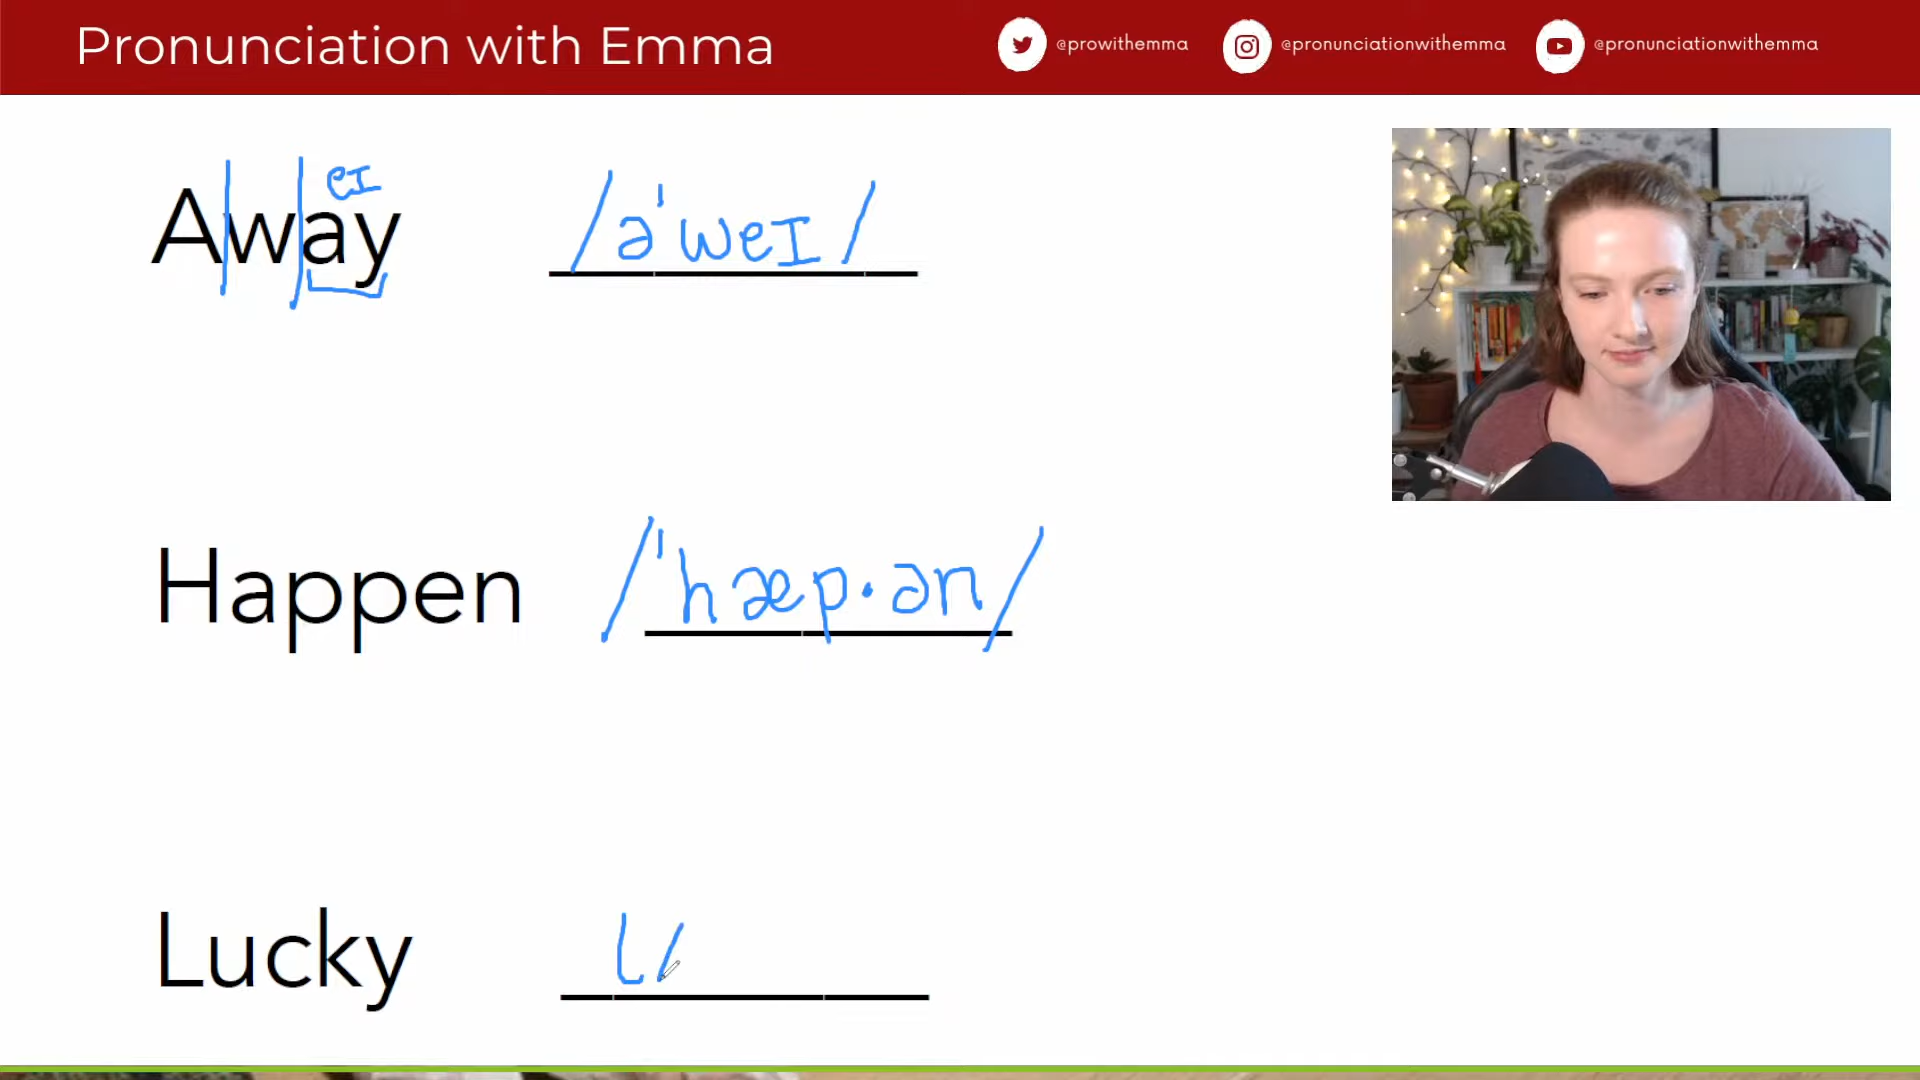 Pronunciation with Emma @prowithemma @pronunciationwithemma @pronunciationwithemma
eɪ
Away /əˈweɪ/
Happen /ˈhæp·ən/
Lucky l/